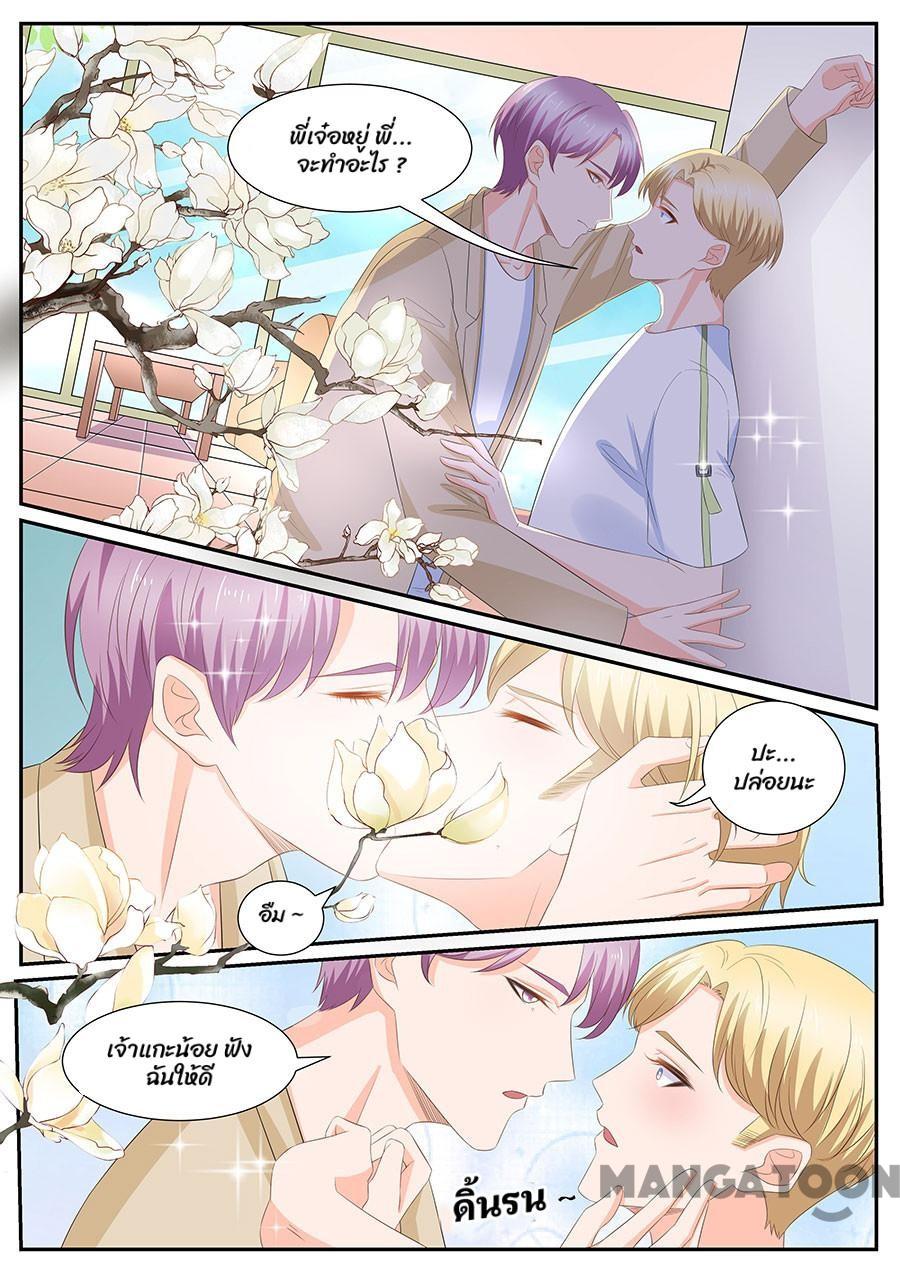 พี่เจ๋อหยู่ พี่...
จะทำอะไร ?
ปะ...
ปล่อยนะ
อืม ~
เจ้าแกะน้อย ฟัง
ฉันให้ดี
ดิ้นรน ~
MANGATOON